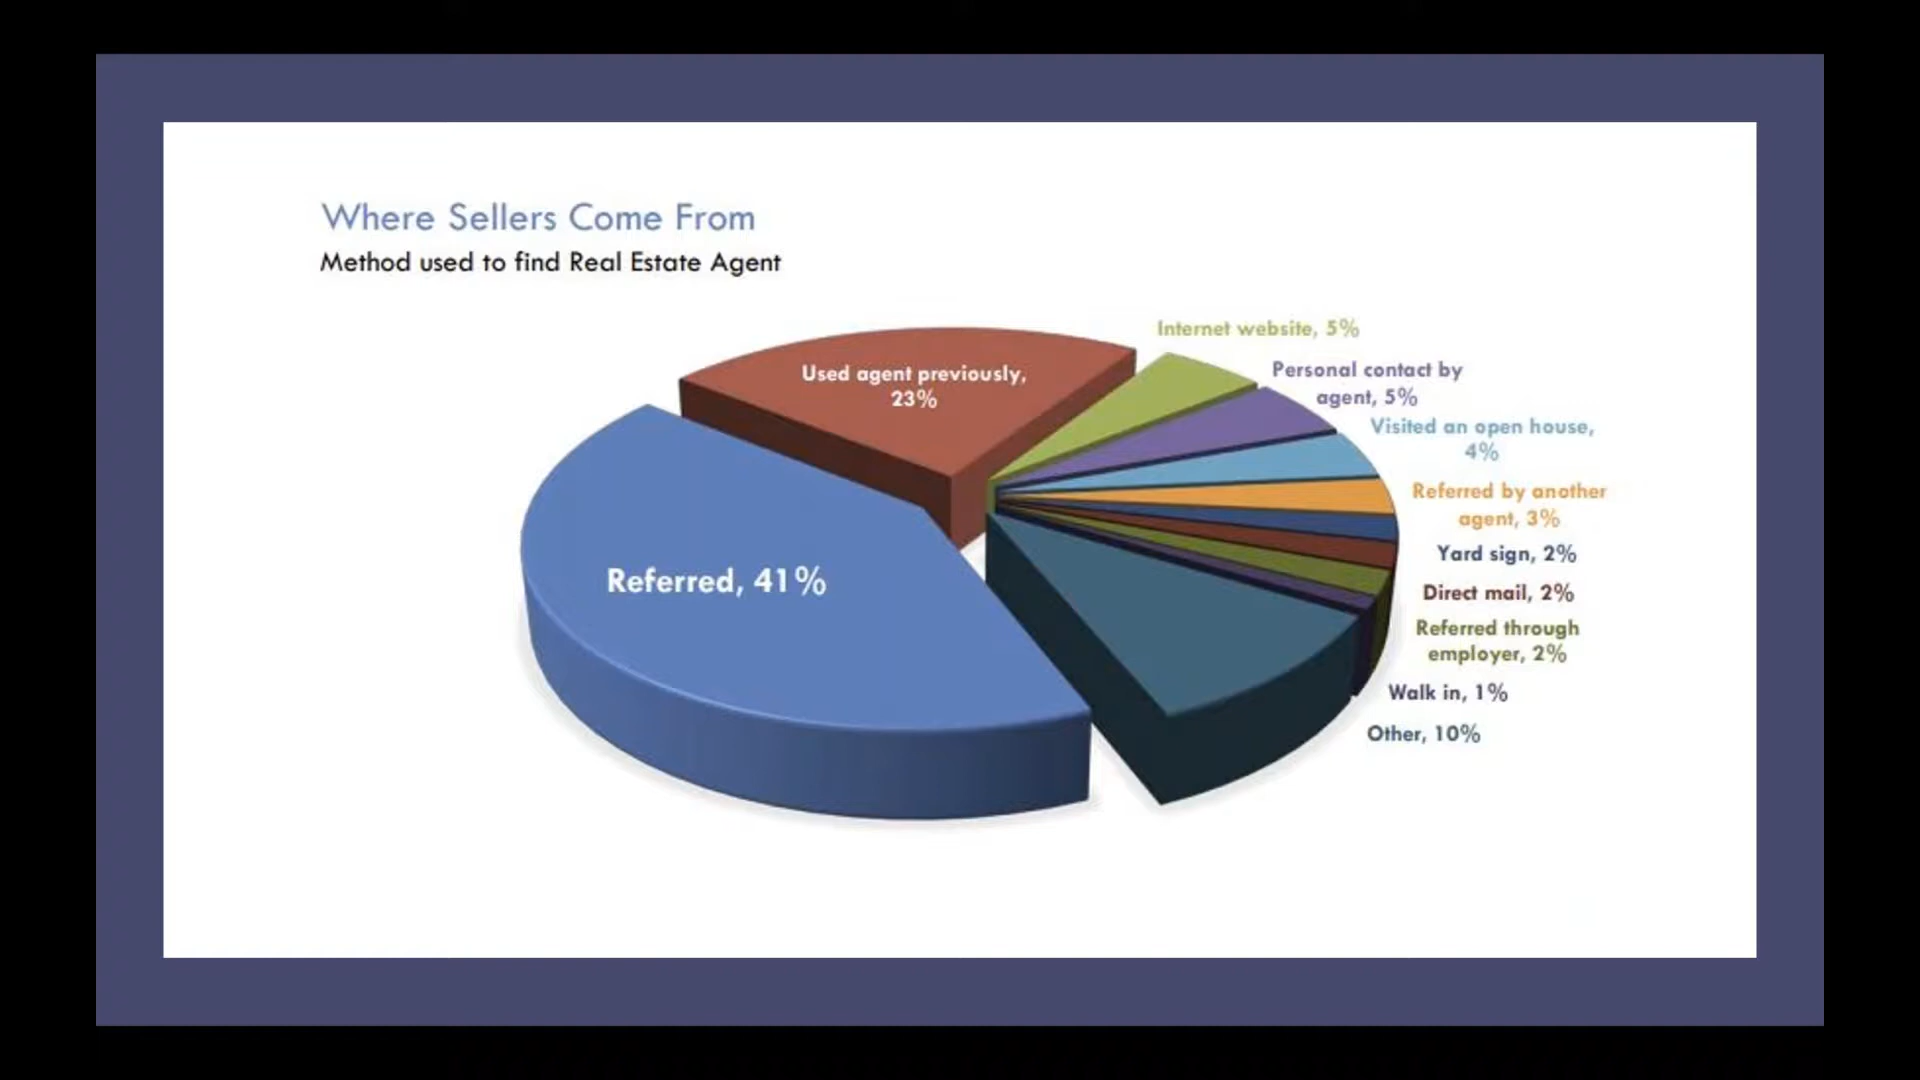 Where Sellers Come From
Method used to find Real Estate Agent
Internet website, 5%
Used agent previously,
23%
Personal contact by
agent, 5%
Visited an open house,
4%
Referred by another
agent, 3%
Yard sign, 2%
Referred, 41%
Direct mail, 2%
Referred through
employer, 2%
Walk in, 1%
Other, 10%